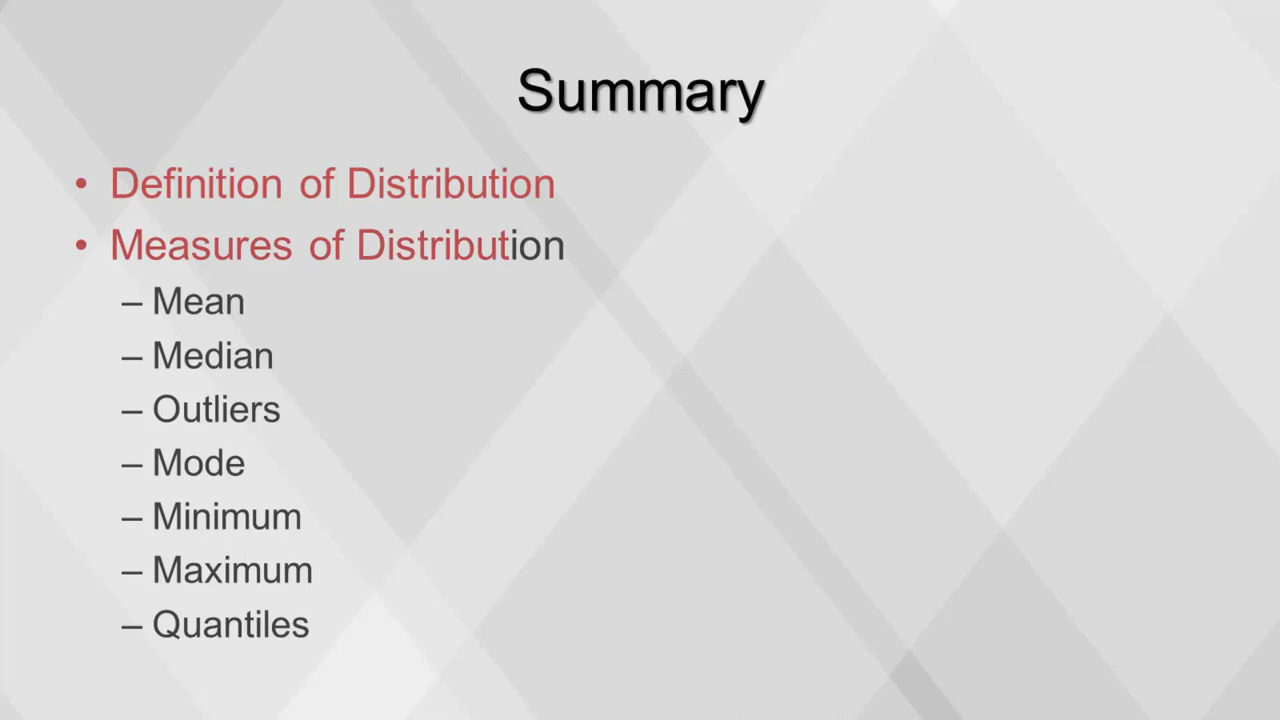 Summary
• Definition of Distribution
• Measures of Distribution
– Mean
– Median
– Outliers
– Mode
– Minimum
– Maximum
– Quantiles